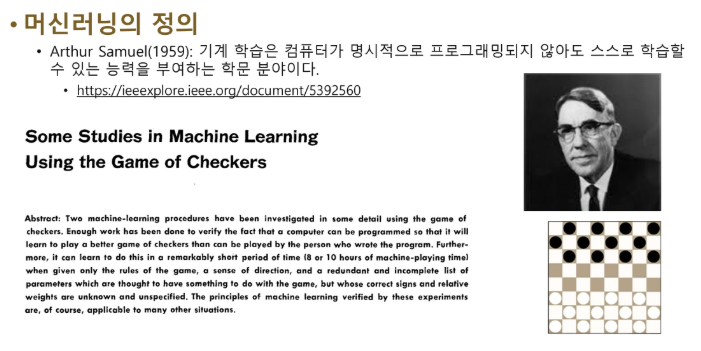 • 머신러닝의 정의
• Arthur Samuel(1959): 기계 학습은 컴퓨터가 명시적으로 프로그래밍되지 않아도 스스로 학습할
수 있는 능력을 부여하는 학문 분야이다.
• https://ieeexplore.ieee.org/document/5392560
Some Studies in Machine Learning
Using the Game of Checkers
Abstract: Two machine-learning procedures have been investigated in some detail using the game of
checkers. Enough work has been done to verify the fact that a computer can be programmed so that it will
learn to play a better game of checkers than can be played by the person who wrote the program. Further-
more, it can learn to do this in a remarkably short period of time (8 or 10 hours of machine-playing time)
when given only the rules of the game, a sense of direction, and a redundant and incomplete list of
parameters which are thought to have something to do with the game, but whose correct signs and relative
weights are unknown and unspecified. The principles of machine learning verified by these experiments
are, of course, applicable to many other situations.